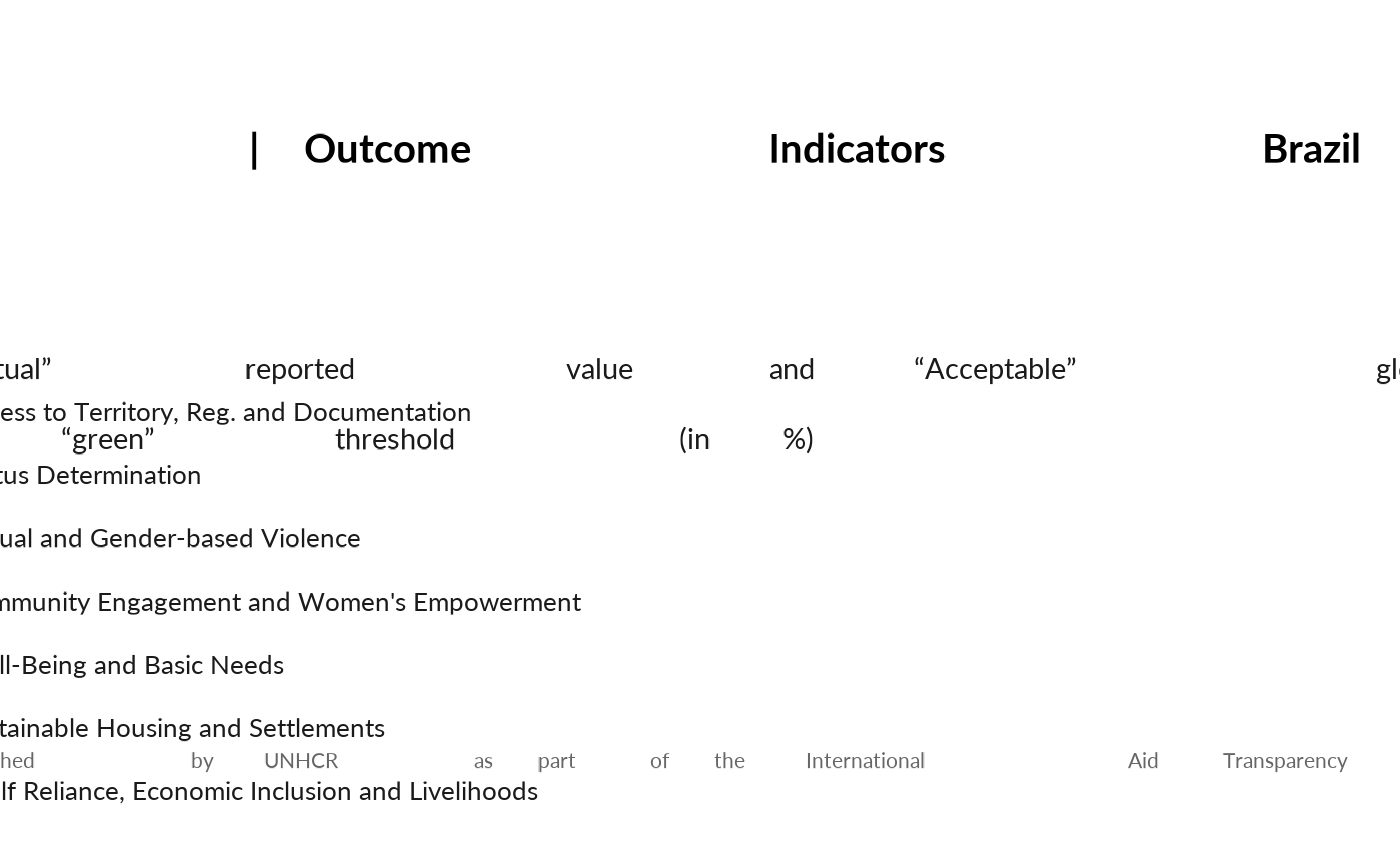 | Outcome Indicators Brazil
tual” reported value and “Acceptable”
ess to Territory, Reg. and Documentation
“green” threshold (in %)
tus Determination
ual and Gender-based Violence
mmunity Engagement and Women's Empowerment
ll-Being and Basic Needs
tainable Housing and Settlements
hed by UNHCR as part of the International Aid Transparency
lf Reliance, Economic Inclusion and Livelihoods